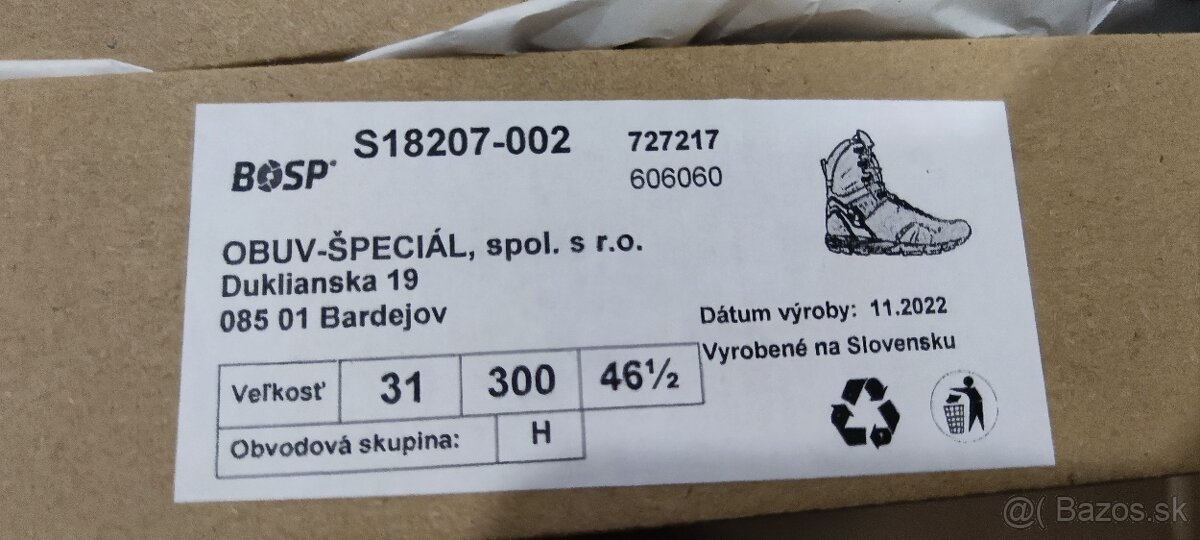 BOSP
S18207-002
727217
606060
OBUV-ŠPECIÁL, spol. s r.o.
Duklianska 19
085 01 Bardejov
Dátum výroby: 11.2022
Vyrobené na Slovensku
Veľkosť 31 300 46½
Obvodová skupina: H
@( Bazos.sk